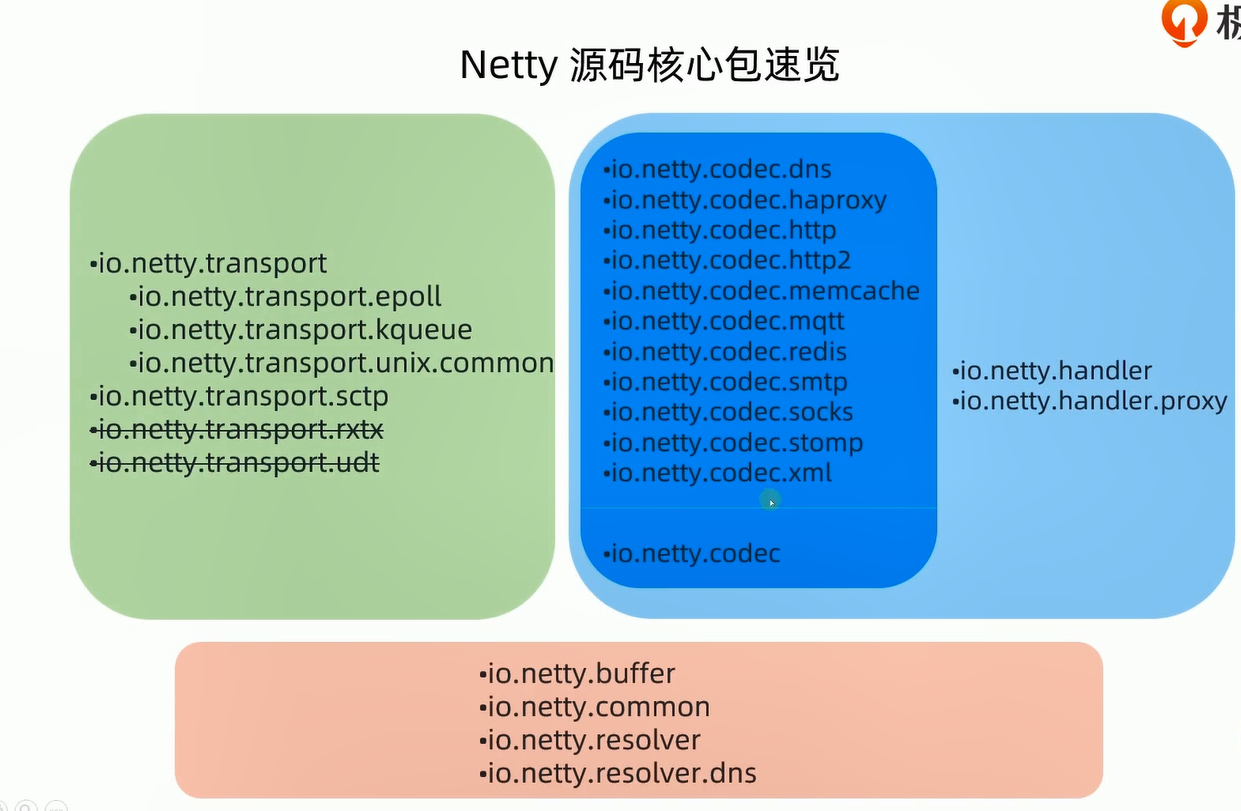 Netty 源码核心包速览
•io.netty.transport
•io.netty.transport.epoll
•io.netty.transport.kqueue
•io.netty.transport.unix.common
•io.netty.transport.sctp
•io.netty.transport.rxtx
•io.netty.transport.udt
•io.netty.codec.dns
•io.netty.codec.haproxy
•io.netty.codec.http
•io.netty.codec.http2
•io.netty.codec.memcache
•io.netty.codec.mqtt
•io.netty.codec.redis
•io.netty.codec.smtp
•io.netty.codec.socks
•io.netty.codec.stomp
•io.netty.codec.xml
•io.netty.codec
•io.netty.handler
•io.netty.handler.proxy
•io.netty.buffer
•io.netty.common
•io.netty.resolver
•io.netty.resolver.dns